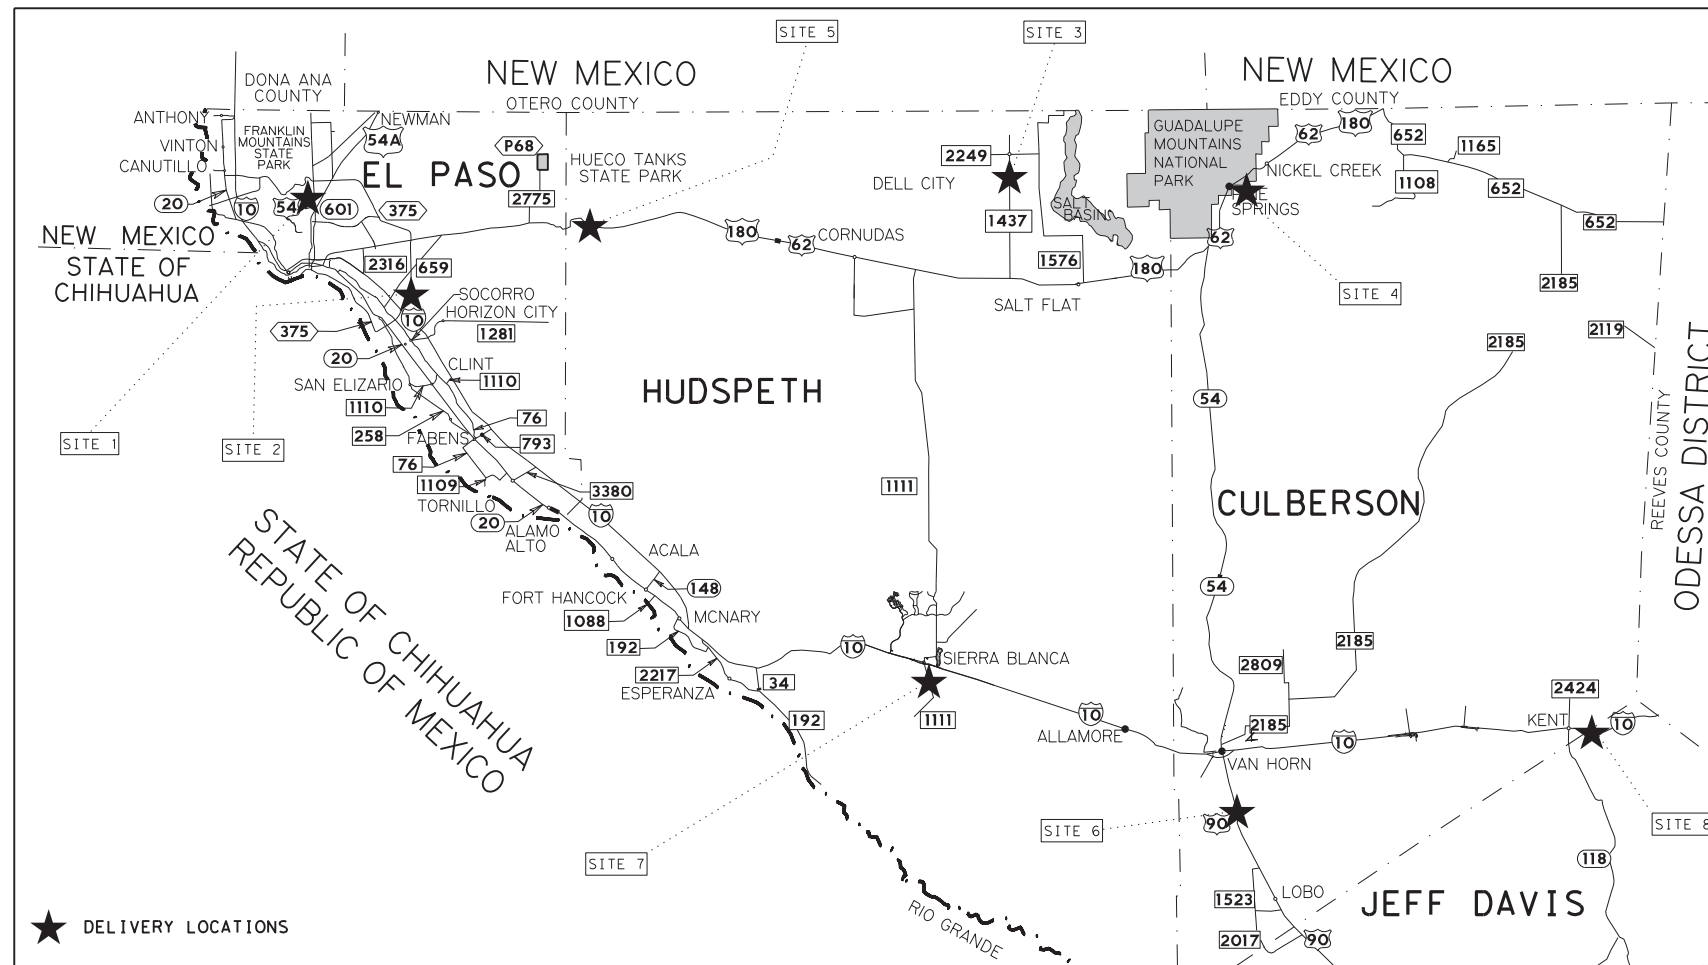 SITE 5
SITE 3
NEW MEXICO
NEW MEXICO
DONA ANA
COUNTY
OTERO COUNTY
EDDY COUNTY
ANTHONY
NEWMAN
FRANKLIN
MOUNTAINS
STATE
PARK
54A
VINTON
CANUTILLO
EL PASO
P68
HUECO TANKS
STATE PARK
2775
2249
DELL CITY
GUADALUPE
MOUNTAINS
NATIONAL
PARK
62
180
652
1165
NICKEL CREEK
1108
652
652
20
10
601
375
1437
SALT
BASIN
SPRINGS
62
NEW MEXICO
STATE OF
CHIHUAHUA
180
62
CORNUDAS
2316
659
1576
180
2185
SALT FLAT
SITE 4
SOCORRO
HORIZON CITY
10
1281
375
20
2119
2185
CLINT
1110
SAN ELIZARIO
1110
HUDSPETH
54
ODESSA DISTRICT
REEVES COUNTY
SITE 1
SITE 2
258
FABENS
76
793
76
1109
TORNILLO
3380
20
10
ALAMO
ALTO
1111
CULBERSON
STATE OF CHIHUAHUA
REPUBLIC OF MEXICO
ACALA
148
54
FORT HANCOCK
1088
MCNARY
192
2217
ESPERANZA
34
192
10
SIERRA BLANCA
1111
2185
2809
2424
10
ALLAMORE
2185
10
KENT
10
VAN HORN
SITE 7
SITE 6
90
SITE 8
118
1523
LOBO
JEFF DAVIS
2017
90
RIO GRANDE
DELIVERY LOCATIONS